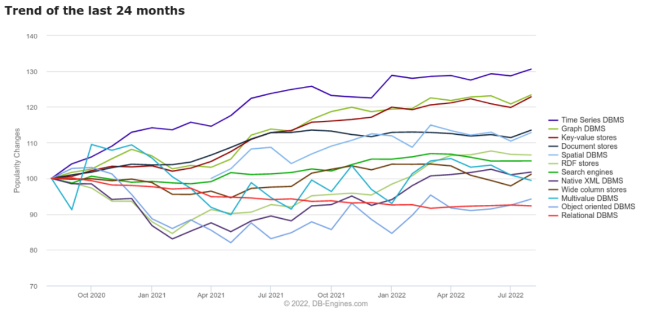 Trend of the last 24 months
140
130
120
110
100
90
80
70
Popularity Changes
Oct 2020
Jan 2021
Apr 2021
Jul 2021
Oct 2021
Jan 2022
Apr 2022
Jul 2022
© 2022, DB-Engines.com
Time Series DBMS
Graph DBMS
Key-value stores
Document stores
Spatial DBMS
RDF stores
Search engines
Native XML DBMS
Wide column stores
Multivalue DBMS
Object oriented DBMS
Relational DBMS